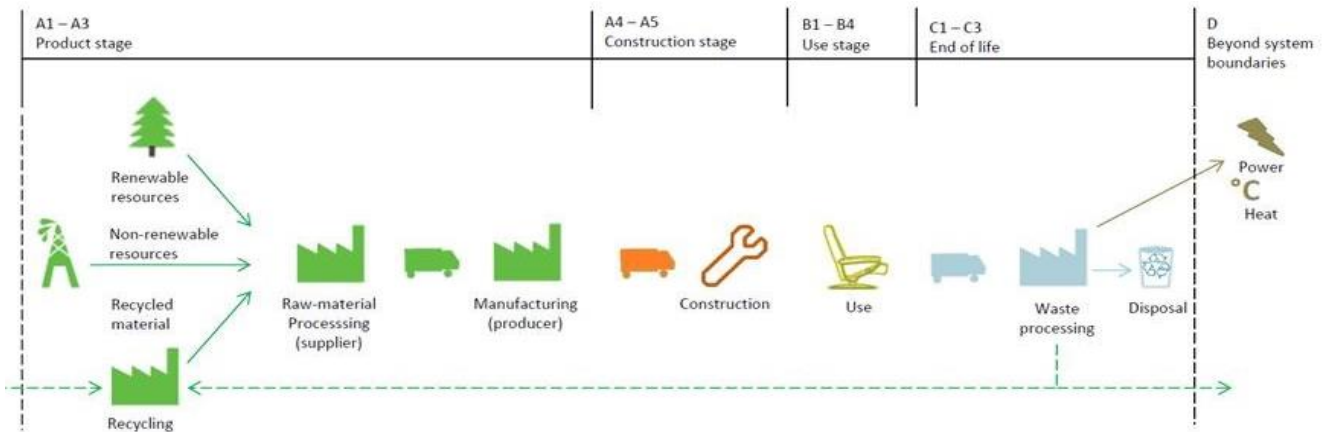 A1 – A3
Product stage
A4 – A5
Construction stage
B1 – B4
Use stage
C1 – C3
End of life
D
Beyond system
boundaries
Renewable
resources
Non-renewable
resources
Recycled
material
Recycling
Raw-material
Processsing
(supplier)
Manufacturing
(producer)
Construction
Use
Waste
processing
Disposal
Power
°C
Heat